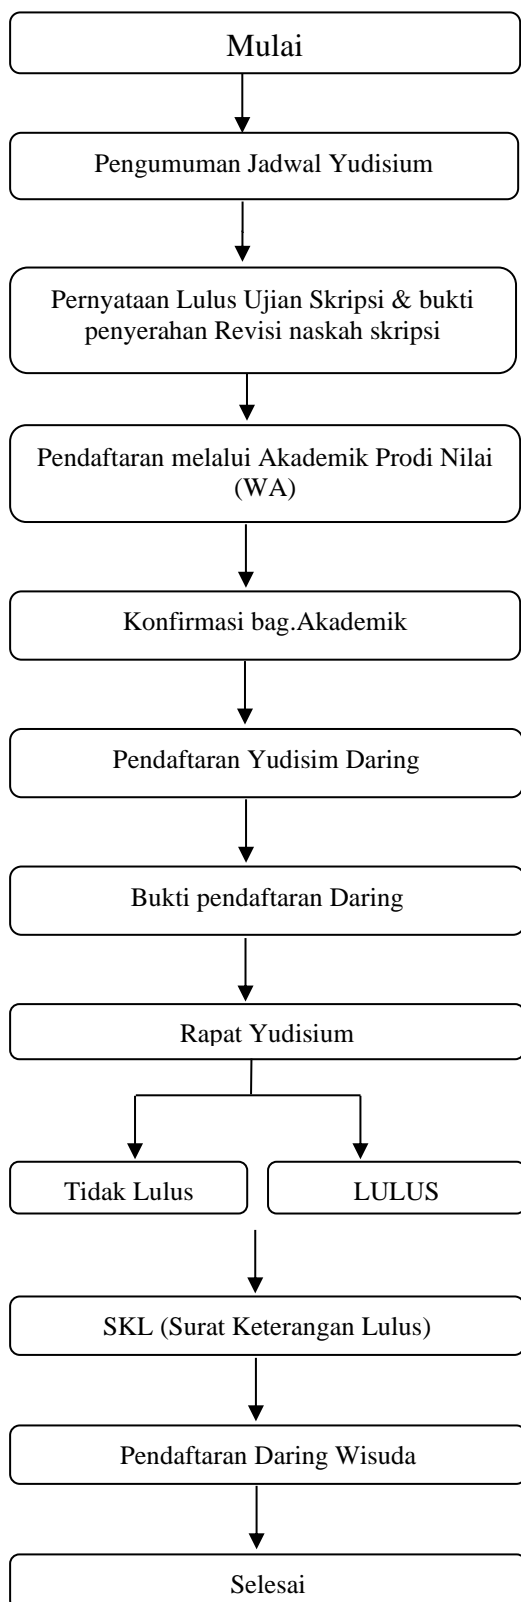 Mulai
Pengumuman Jadwal Yudisium
Pernyataan Lulus Ujian Skripsi & bukti
penyerahan Revisi naskah skripsi
Pendaftaran melalui Akademik Prodi Nilai
(WA)
Konfirmasi bag.Akademik
Pendaftaran Yudisim Daring
Bukti pendaftaran Daring
Rapat Yudisium
Tidak Lulus
LULUS
SKL (Surat Keterangan Lulus)
Pendaftaran Daring Wisuda
Selesai